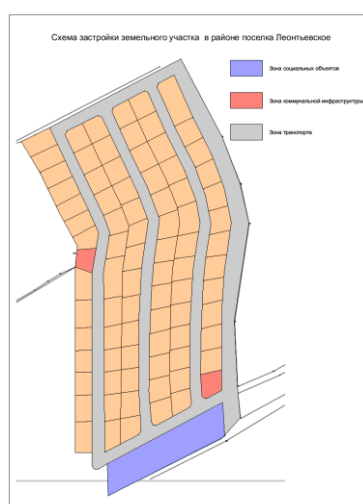 Схема застройки земельного участка в районе поселка Леонтьевское
Зона социальных объектов
Зона коммунальной инфраструктуры
Зона транспорта